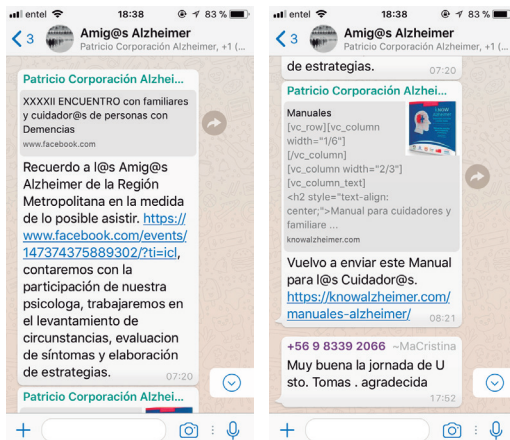 entel 18:38 83 %
3 Amig@s Alzheimer
Patricio Corporación Alzheimer, +1 (...
Patricio Corporación Alzhei...
XXXXII ENCUENTRO con familiares
y cuidador@s de personas con
Demencias
www.facebook.com
Recuerdo a l@s Amig@s
Alzheimer de la Región
Metropolitana en la medida
de lo posible asistir. https://
www.facebook.com/events/
147374375889302/?ti=icl,
contaremos con la
participación de nuestra
psicologa, trabajaremos en
el levantamiento de
circunstancias, evaluacion
de síntomas y elaboración
de estrategias. 07:20
Patricio Corporación Alzhei...
entel 18:38 83 %
3 Amig@s Alzheimer
Patricio Corporación Alzheimer, +1 (...
de estrategias. 07:20
Patricio Corporación Alzhei...
Manuales
[vc_row][vc_column
width="1/6"]
[/vc_column]
[vc_column width="2/3"]
[vc_column_text]
<h2 style="text-align:
center;">Manual para cuidadores y
familiare ...
knowalzheimer.com
Vuelvo a enviar este Manual
para l@s Cuidador@s.
https://knowalzheimer.com/
manuales-alzheimer/ 08:21
+56 9 8339 2066 ~MaCristina
Muy buena la jornada de U
sto. Tomas . agradecida
17:52